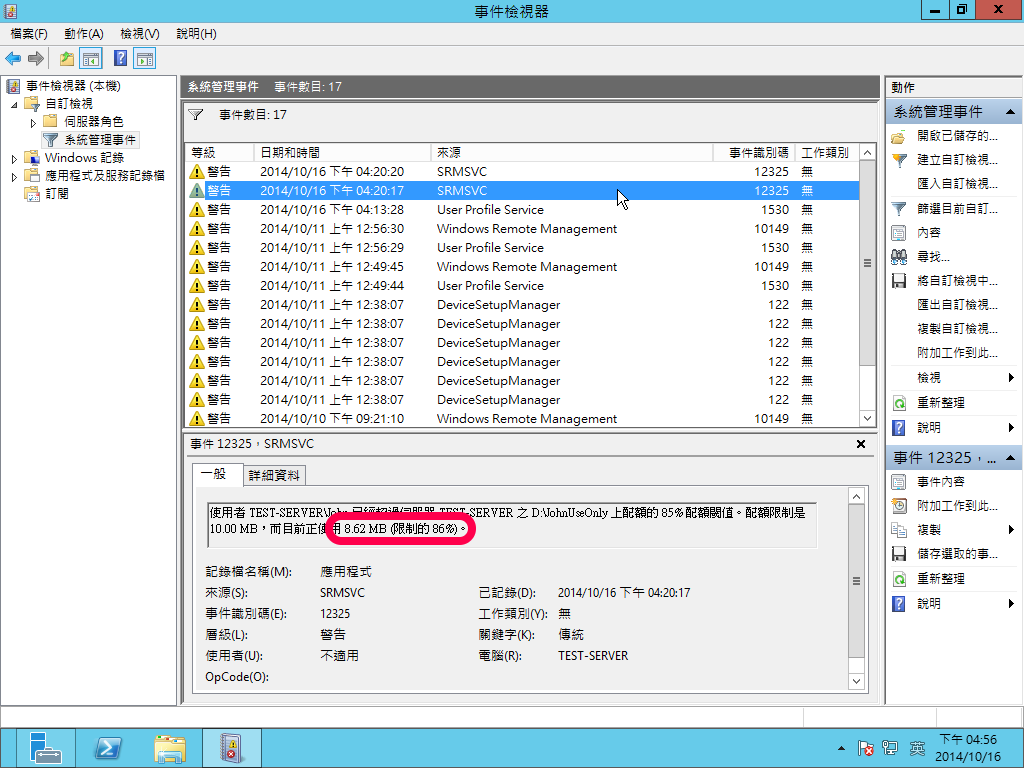 事件檢視器
檔案(F) 動作(A) 檢視(V) 說明(H)
事件檢視器 (本機)
自訂檢視
伺服器角色
系統管理事件
Windows 記錄
應用程式及服務記錄檔
訂閱
系統管理事件 事件數目: 17
事件數目: 17
等級 日期和時間 來源 事件識別碼 工作類別
警告 2014/10/16 下午 04:20:20 SRMSVC 12325 無
警告 2014/10/16 下午 04:20:17 SRMSVC 12325 無
警告 2014/10/16 下午 04:13:28 User Profile Service 1530 無
警告 2014/10/11 上午 12:56:30 Windows Remote Management 10149 無
警告 2014/10/11 上午 12:56:29 User Profile Service 1530 無
警告 2014/10/11 上午 12:49:45 Windows Remote Management 10149 無
警告 2014/10/11 上午 12:49:44 User Profile Service 1530 無
警告 2014/10/11 上午 12:38:07 DeviceSetupManager 122 無
警告 2014/10/11 上午 12:38:07 DeviceSetupManager 122 無
警告 2014/10/11 上午 12:38:07 DeviceSetupManager 122 無
警告 2014/10/11 上午 12:38:07 DeviceSetupManager 122 無
警告 2014/10/11 上午 12:38:07 DeviceSetupManager 122 無
警告 2014/10/11 上午 12:38:07 DeviceSetupManager 122 無
警告 2014/10/10 下午 09:21:10 Windows Remote Management 10149 無
事件 12325，SRMSVC
一般 詳細資料
使用者 TEST-SERVER\John 已經超過伺服器 TEST-SERVER 之 D:\JohnUseOnly 上配額的 85% 配額閾值。配額限制是
10.00 MB，而目前正使用 8.62 MB (限制的 86%)。
記錄檔名稱(M): 應用程式
來源(S): SRMSVC 已記錄(D): 2014/10/16 下午 04:20:17
事件識別碼(E): 12325 工作類別(Y): 無
層級(L): 警告 關鍵字(K): 傳統
使用者(U): 不適用 電腦(R): TEST-SERVER
OpCode(O):
動作
系統管理事件
開啟已儲存的...
建立自訂檢視...
匯入自訂檢視...
篩選目前自訂...
內容
尋找...
將自訂檢視中...
匯出自訂檢視...
複製自訂檢視...
附加工作到此...
檢視
重新整理
說明
事件 12325，...
事件內容
附加工作到此...
複製
儲存選取的事...
重新整理
說明
英
下午 04:56
2014/10/16